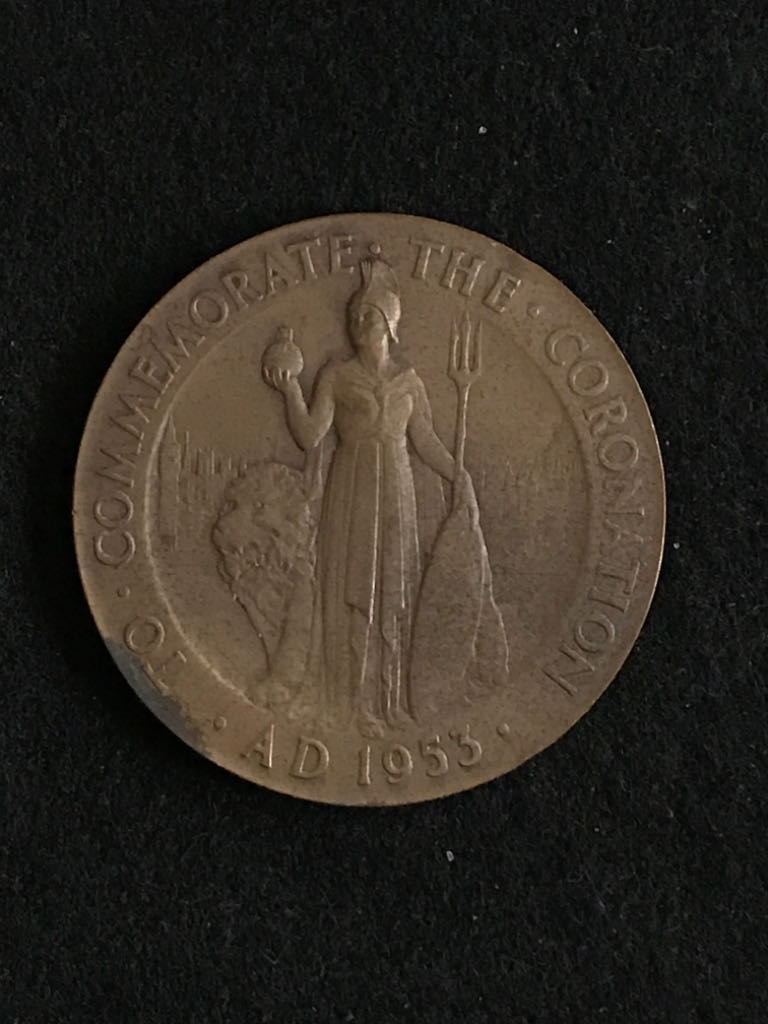 TO · COMMEMORATE · THE · CORONATION
· AD 1953 ·